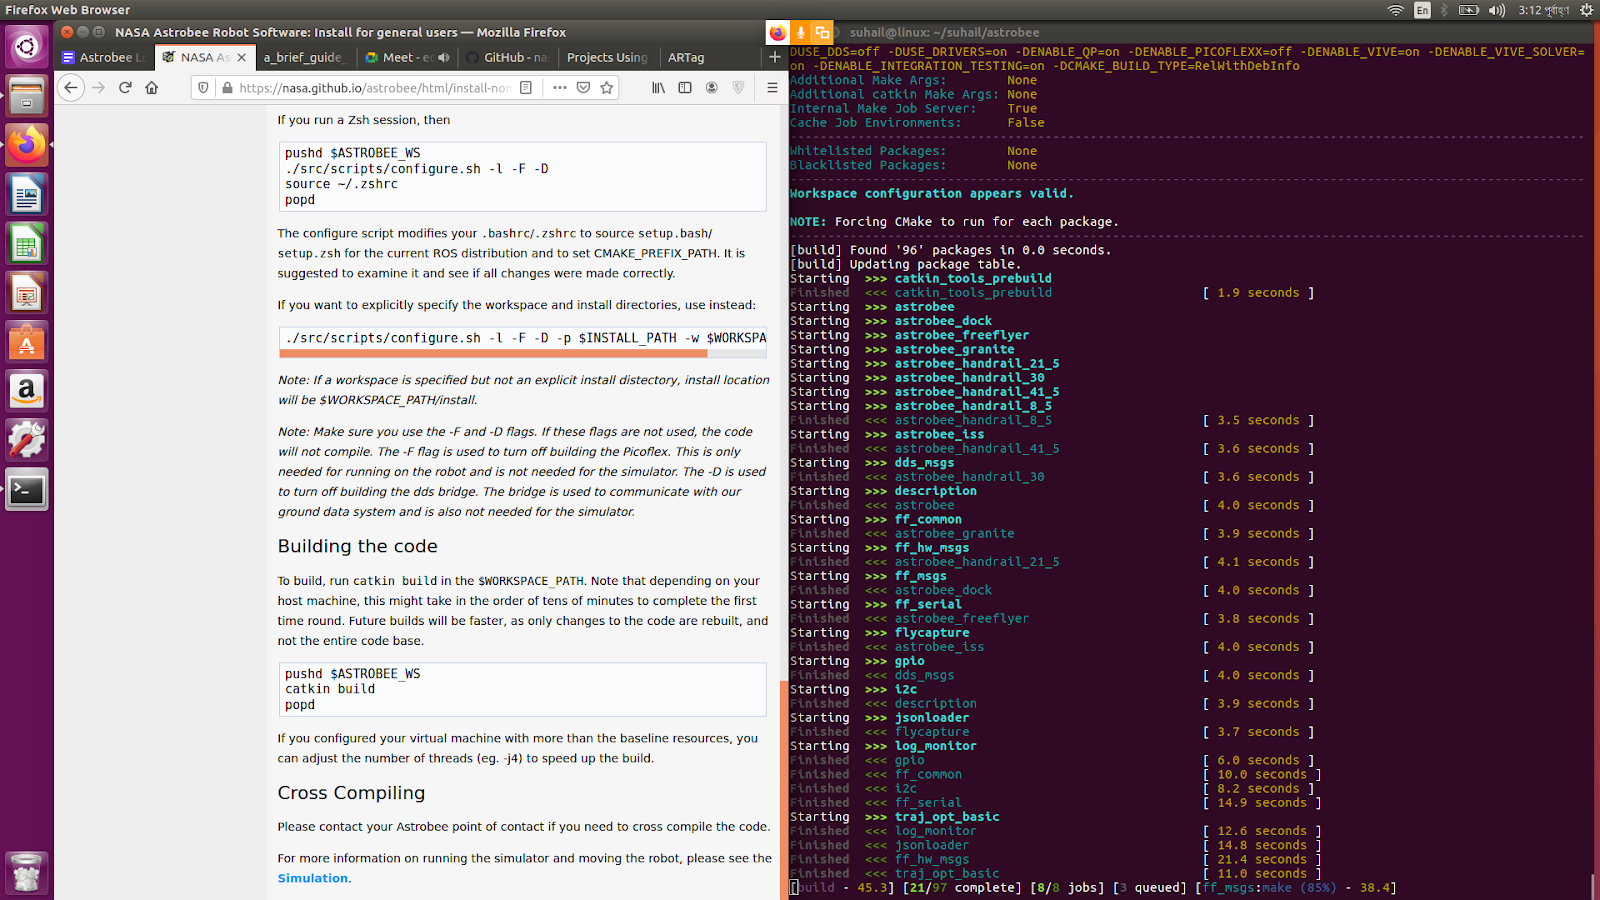 Firefox Web Browser
En
3:12 পূর্বাহ্ণ
NASA Astrobee Robot Software: Install for general users — Mozilla Firefox
Astrobee L
NASA As
a_brief_guide_
Meet - e
GitHub - na
Projects Using
ARTag
https://nasa.github.io/astrobee/html/install-non
If you run a Zsh session, then
pushd $ASTROBEE_WS
./src/scripts/configure.sh -l -F -D
source ~/.zshrc
popd
The configure script modifies your .bashrc/.zshrc to source setup.bash/
setup.zsh for the current ROS distribution and to set CMAKE_PREFIX_PATH. It is
suggested to examine it and see if all changes were made correctly.
If you want to explicitly specify the workspace and install directories, use instead:
./src/scripts/configure.sh -l -F -D -p $INSTALL_PATH -w $WORKSPA
Note: If a workspace is specified but not an explicit install distectory, install location
will be $WORKSPACE_PATH/install.
Note: Make sure you use the -F and -D flags. If these flags are not used, the code
will not compile. The -F flag is used to turn off building the Picoflex. This is only
needed for running on the robot and is not needed for the simulator. The -D is used
to turn off building the dds bridge. The bridge is used to communicate with our
ground data system and is also not needed for the simulator.
Building the code
To build, run catkin build in the $WORKSPACE_PATH. Note that depending on your
host machine, this might take in the order of tens of minutes to complete the first
time round. Future builds will be faster, as only changes to the code are rebuilt, and
not the entire code base.
pushd $ASTROBEE_WS
catkin build
popd
If you configured your virtual machine with more than the baseline resources, you
can adjust the number of threads (eg. -j4) to speed up the build.
Cross Compiling
Please contact your Astrobee point of contact if you need to cross compile the code.
For more information on running the simulator and moving the robot, please see the
Simulation.
suhail@linux: ~/suhail/astrobee
DUSE_DDS=off -DUSE_DRIVERS=on -DENABLE_QP=on -DENABLE_PICOFLEXX=off -DENABLE_VIVE=on -DENABLE_VIVE_SOLVER=
on -DENABLE_INTEGRATION_TESTING=on -DCMAKE_BUILD_TYPE=RelWithDebInfo
Additional Make Args: None
Additional catkin Make Args: None
Internal Make Job Server: True
Cache Job Environments: False
Whitelisted Packages: None
Blacklisted Packages: None
Workspace configuration appears valid.
NOTE: Forcing CMake to run for each package.
[build] Found '96' packages in 0.0 seconds.
[build] Updating package table.
Starting >>> catkin_tools_prebuild
Finished <<< catkin_tools_prebuild [ 1.9 seconds ]
Starting >>> astrobee
Starting >>> astrobee_dock
Starting >>> astrobee_freeflyer
Starting >>> astrobee_granite
Starting >>> astrobee_handrail_21_5
Starting >>> astrobee_handrail_30
Starting >>> astrobee_handrail_41_5
Starting >>> astrobee_handrail_8_5
Finished <<< astrobee_handrail_8_5 [ 3.5 seconds ]
Starting >>> astrobee_iss
Finished <<< astrobee_handrail_41_5 [ 3.6 seconds ]
Starting >>> dds_msgs
Finished <<< astrobee_handrail_30 [ 3.6 seconds ]
Starting >>> description
Finished <<< astrobee [ 4.0 seconds ]
Starting >>> ff_common
Finished <<< astrobee_granite [ 3.9 seconds ]
Starting >>> ff_hw_msgs
Finished <<< astrobee_handrail_21_5 [ 4.1 seconds ]
Starting >>> ff_msgs
Finished <<< astrobee_dock [ 4.0 seconds ]
Starting >>> ff_serial
Finished <<< astrobee_freeflyer [ 3.8 seconds ]
Starting >>> flycapture
Finished <<< astrobee_iss [ 4.0 seconds ]
Starting >>> gpio
Finished <<< dds_msgs [ 4.0 seconds ]
Starting >>> i2c
Finished <<< description [ 3.9 seconds ]
Starting >>> jsonloader
Finished <<< flycapture [ 3.7 seconds ]
Starting >>> log_monitor
Finished <<< gpio [ 6.0 seconds ]
Finished <<< ff_common [ 10.0 seconds ]
Finished <<< i2c [ 8.2 seconds ]
Finished <<< ff_serial [ 14.9 seconds ]
Starting >>> traj_opt_basic
Finished <<< log_monitor [ 12.6 seconds ]
Finished <<< jsonloader [ 14.8 seconds ]
Finished <<< ff_hw_msgs [ 21.4 seconds ]
Finished <<< traj_opt_basic [ 11.0 seconds ]
[build - 45.3] [21/97 complete] [8/8 jobs] [3 queued] [ff_msgs:make (85%) - 38.4]